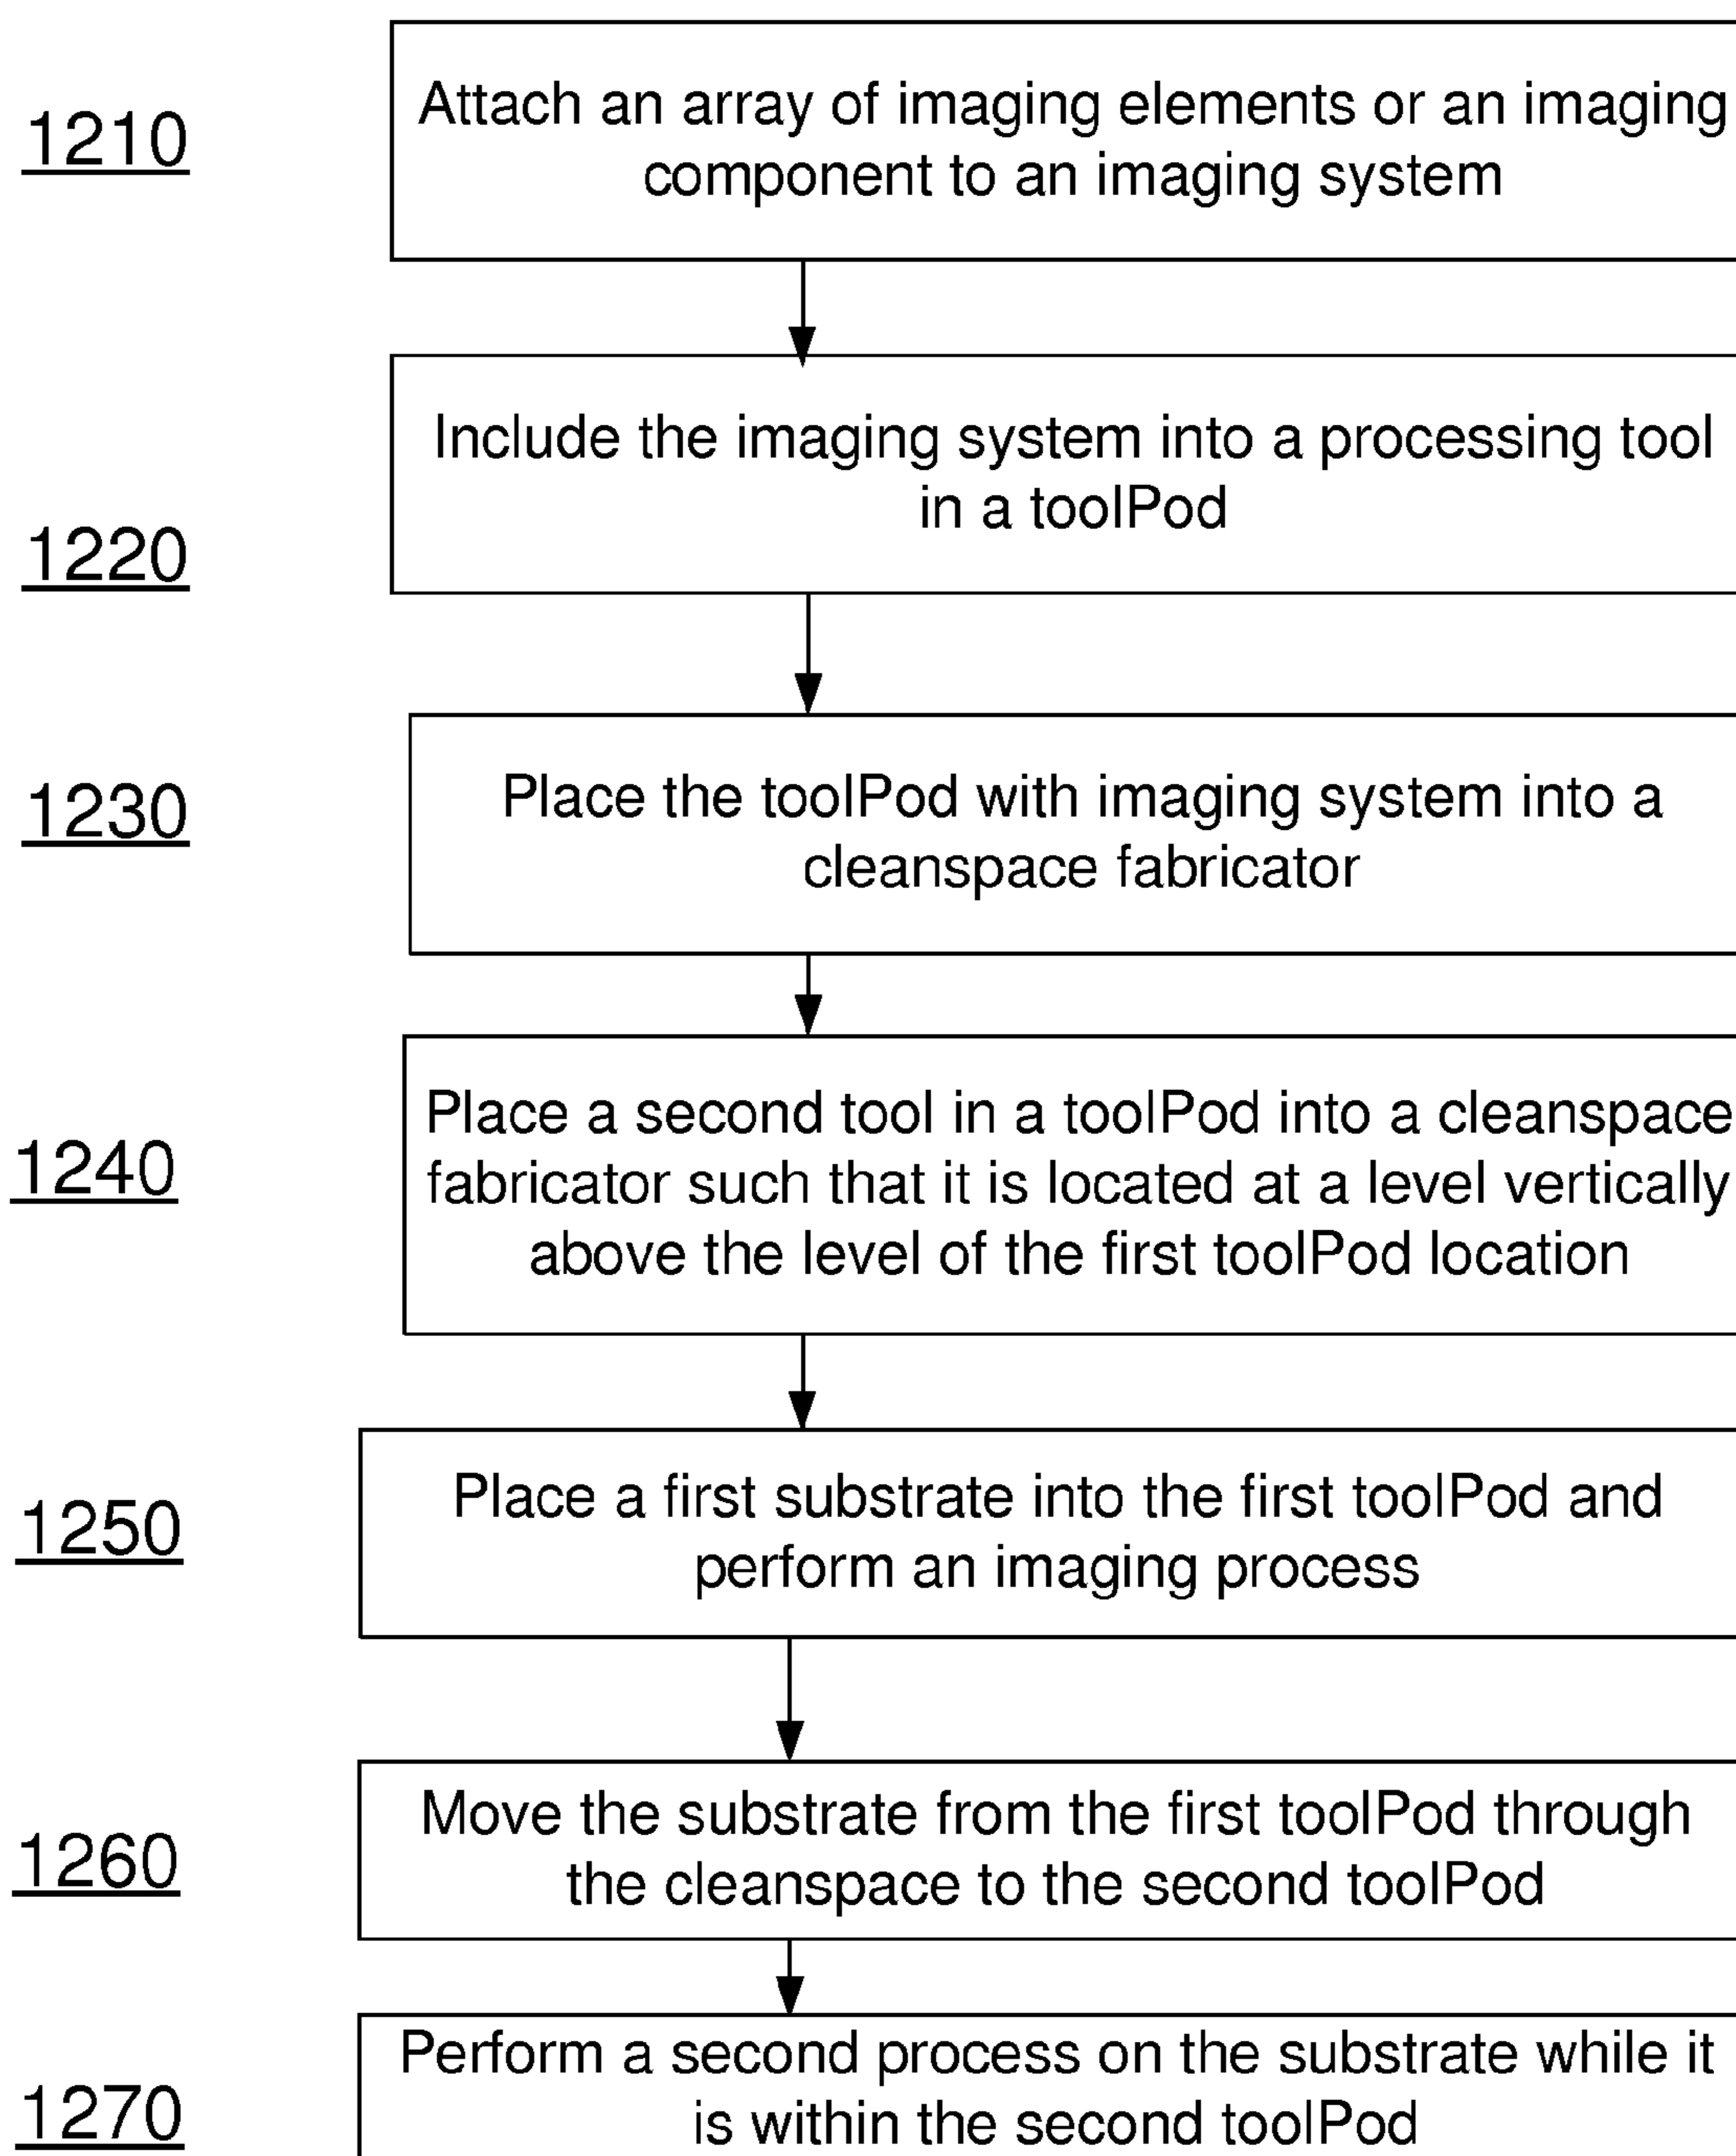 1210
Attach an array of imaging elements or an imaging
component to an imaging system
Include the imaging system into a processing tool
in a toolPod
1220
1230
Place the toolPod with imaging system into a
cleanspace fabricator
1240
Place a second tool in a toolPod into a cleanspace
fabricator such that it is located at a level vertically
above the level of the first toolPod location
1250
Place a first substrate into the first toolPod and
perform an imaging process
1260
Move the substrate from the first toolPod through
the cleanspace to the second toolPod
1270
Perform a second process on the substrate while it
is within the second toolPod